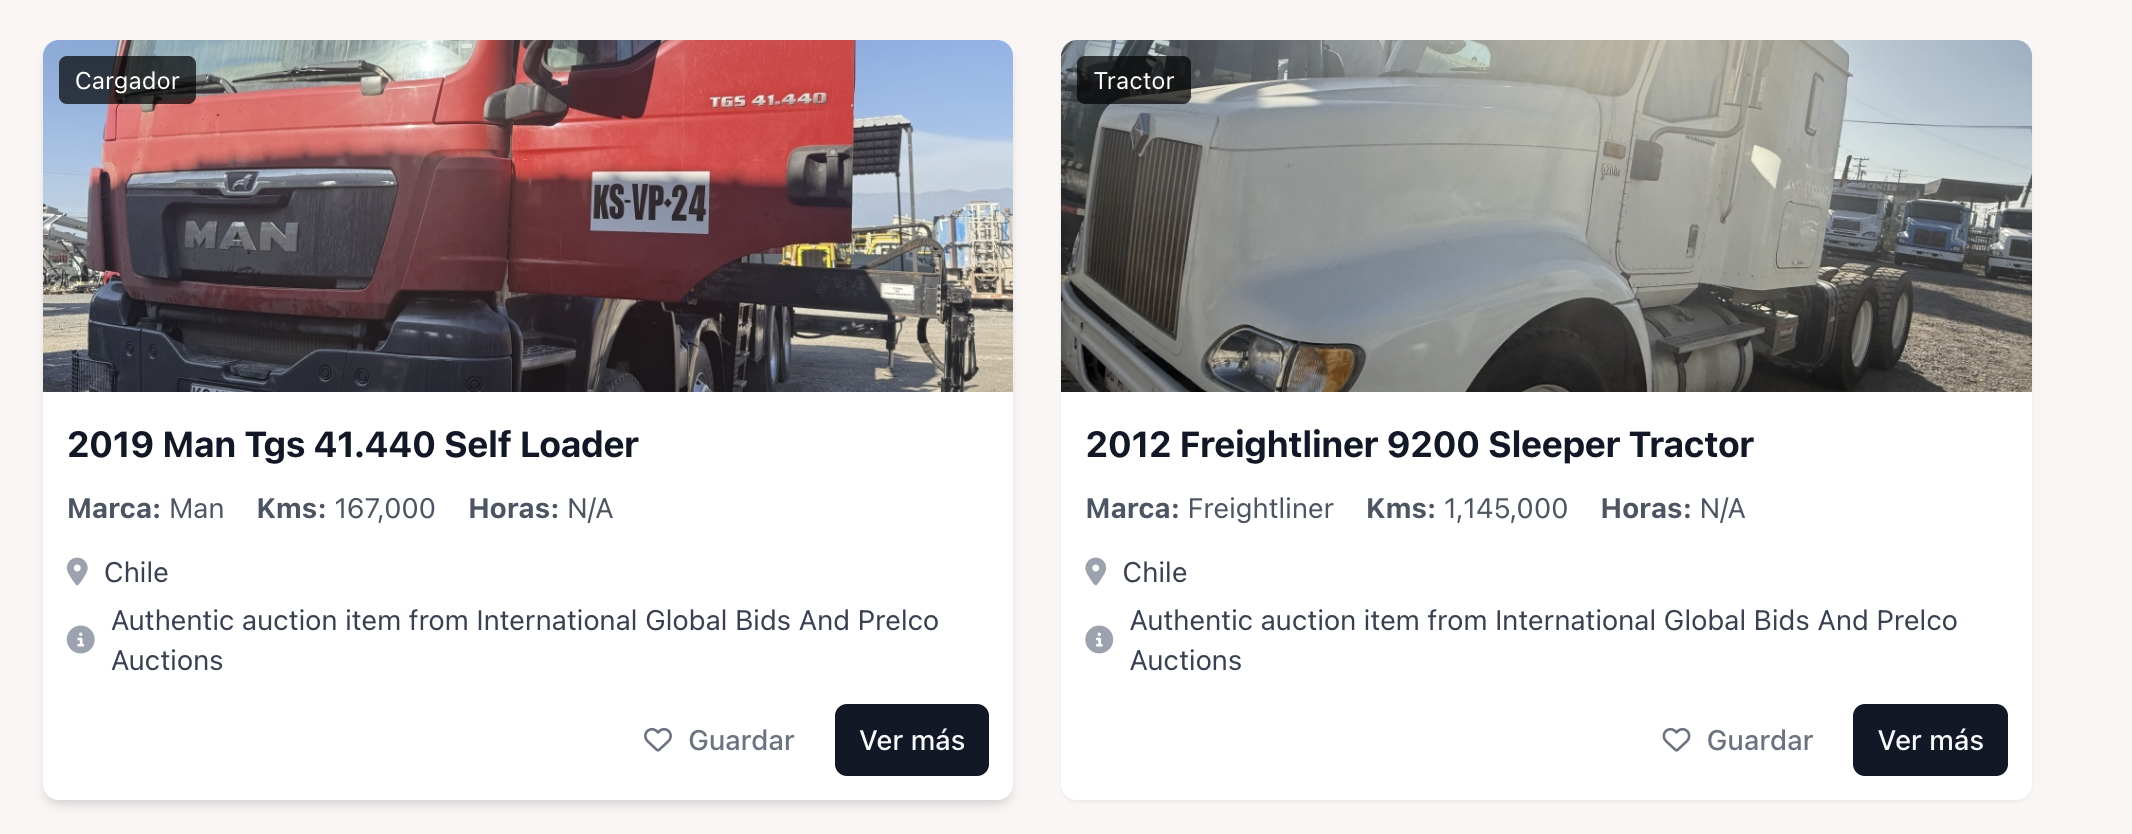 Cargador
TGS 41.440
KS-VP-24
MAN
2019 Man Tgs 41.440 Self Loader
Marca: Man Kms: 167,000 Horas: N/A
Chile
Authentic auction item from International Global Bids And Prelco
Auctions
Guardar
Ver más
Tractor
2012 Freightliner 9200 Sleeper Tractor
Marca: Freightliner Kms: 1,145,000 Horas: N/A
Chile
Authentic auction item from International Global Bids And Prelco
Auctions
Guardar
Ver más